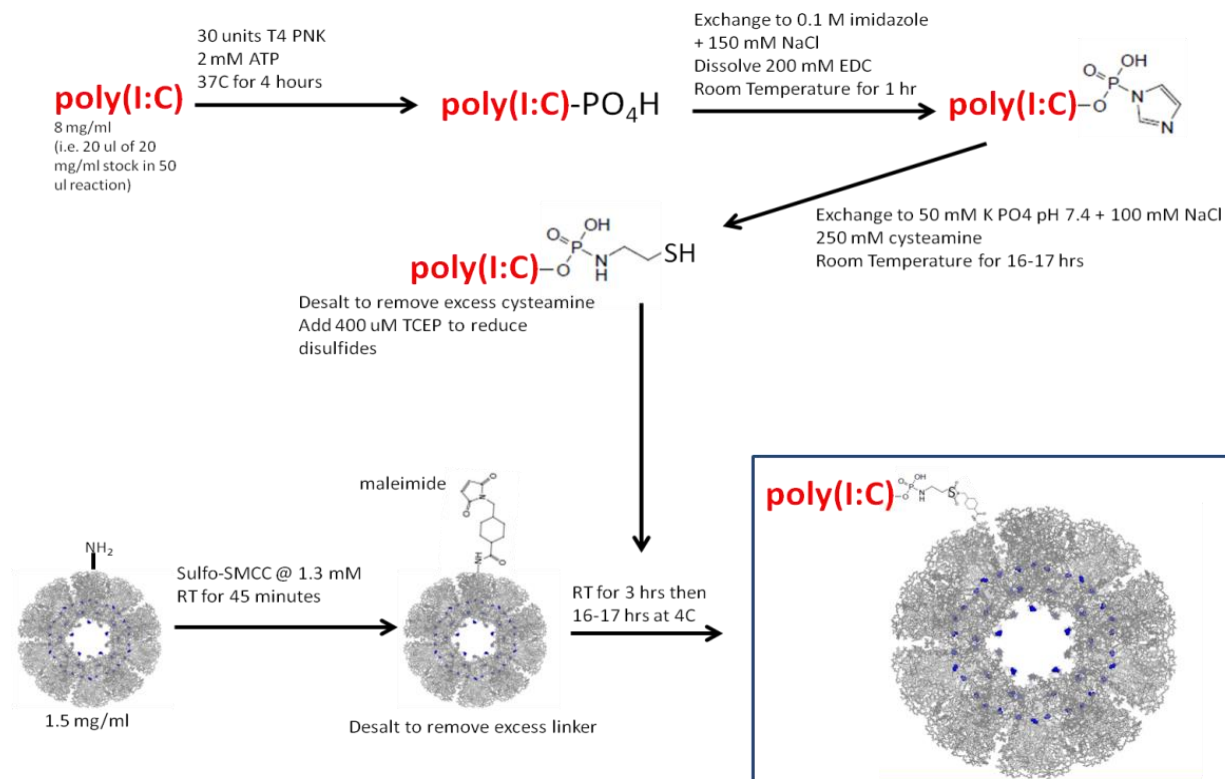 30 units T4 PNK
2 mM ATP
37C for 4 hours
poly(I:C)
8 mg/ml
(i.e. 20 ul of 20
mg/ml stock in 50
ul reaction)
poly(I:C)-PO4H
Exchange to 0.1 M imidazole
+ 150 mM NaCl
Dissolve 200 mM EDC
Room Temperature for 1 hr
OH
O
P
poly(I:C)
O
N
N
Exchange to 50 mM K PO4 pH 7.4 + 100 mM NaCl
250 mM cysteamine
Room Temperature for 16-17 hrs
OH
O
P
SH
poly(I:C)
O
N
H
Desalt to remove excess cysteamine
Add 400 uM TCEP to reduce
disulfides
NH2
1.5 mg/ml
Sulfo-SMCC @ 1.3 mM
RT for 45 minutes
maleimide
O
N
O
O
HN
Desalt to remove excess linker
RT for 3 hrs then
16-17 hrs at 4C
poly(I:C)
OH
O
P
O
N
H
S